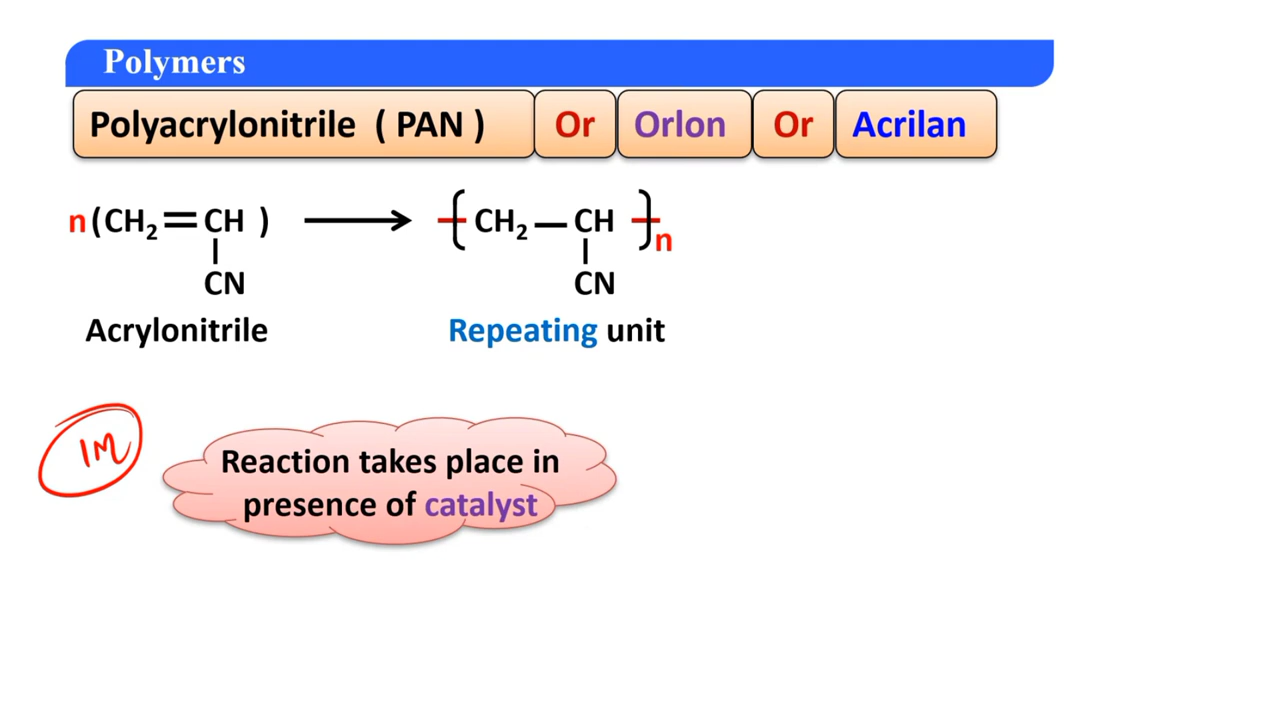 Polymers
Polyacrylonitrile ( PAN ) Or Orlon Or Acrilan
n(CH₂=CH ) ⟶ -{CH₂—CH}-n
CN CN
Acrylonitrile Repeating unit
1M
Reaction takes place in
presence of catalyst